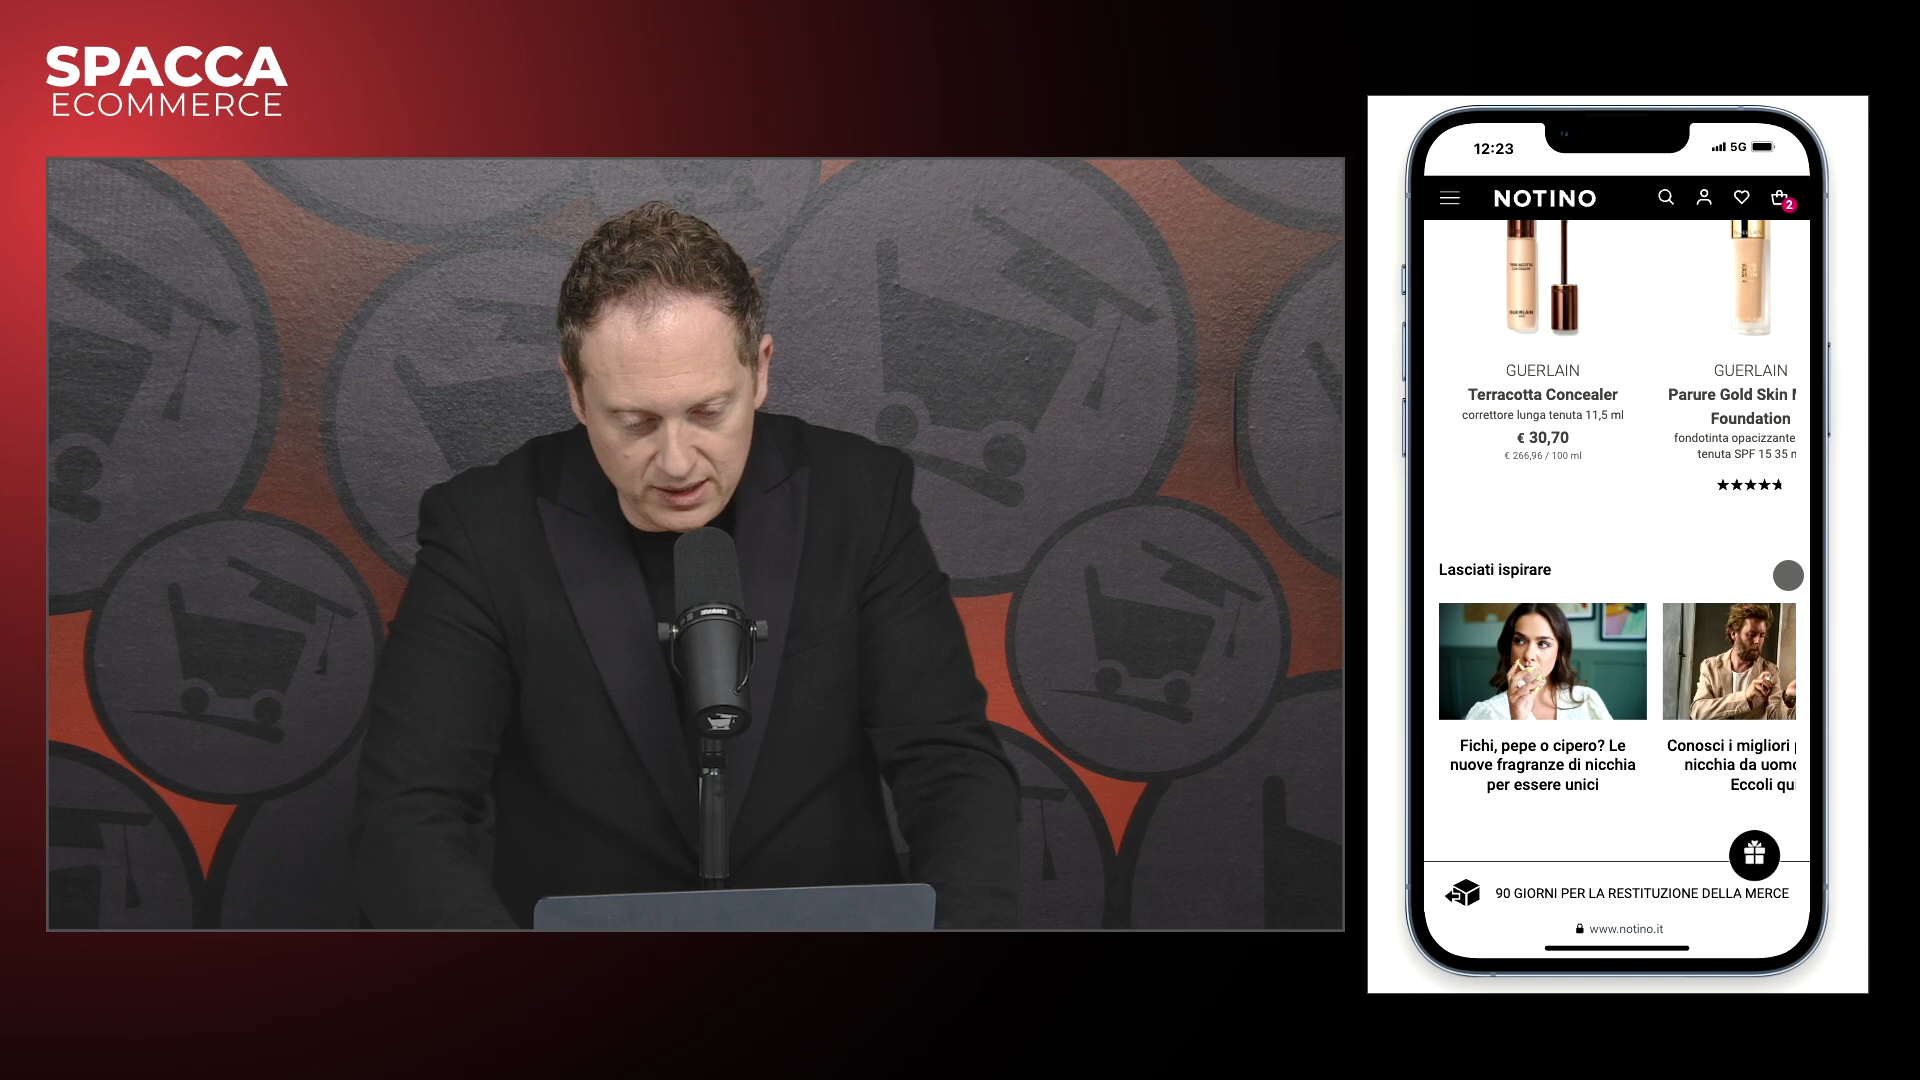 SPACCA
ECOMMERCE
12:23
5G
NOTINO
2
GUERLAIN
Terracotta Concealer
correttore lunga tenuta 11,5 ml
€ 30,70
€ 266,96 / 100 ml
GUERLAIN
Parure Gold Skin M
Foundation
fondotinta opacizzante
tenuta SPF 15 35 m
Lasciati ispirare
Fichi, pepe o cipero? Le
nuove fragranze di nicchia
per essere unici
Conosci i migliori p
nicchia da uomo
Eccoli qui
90 GIORNI PER LA RESTITUZIONE DELLA MERCE
www.notino.it